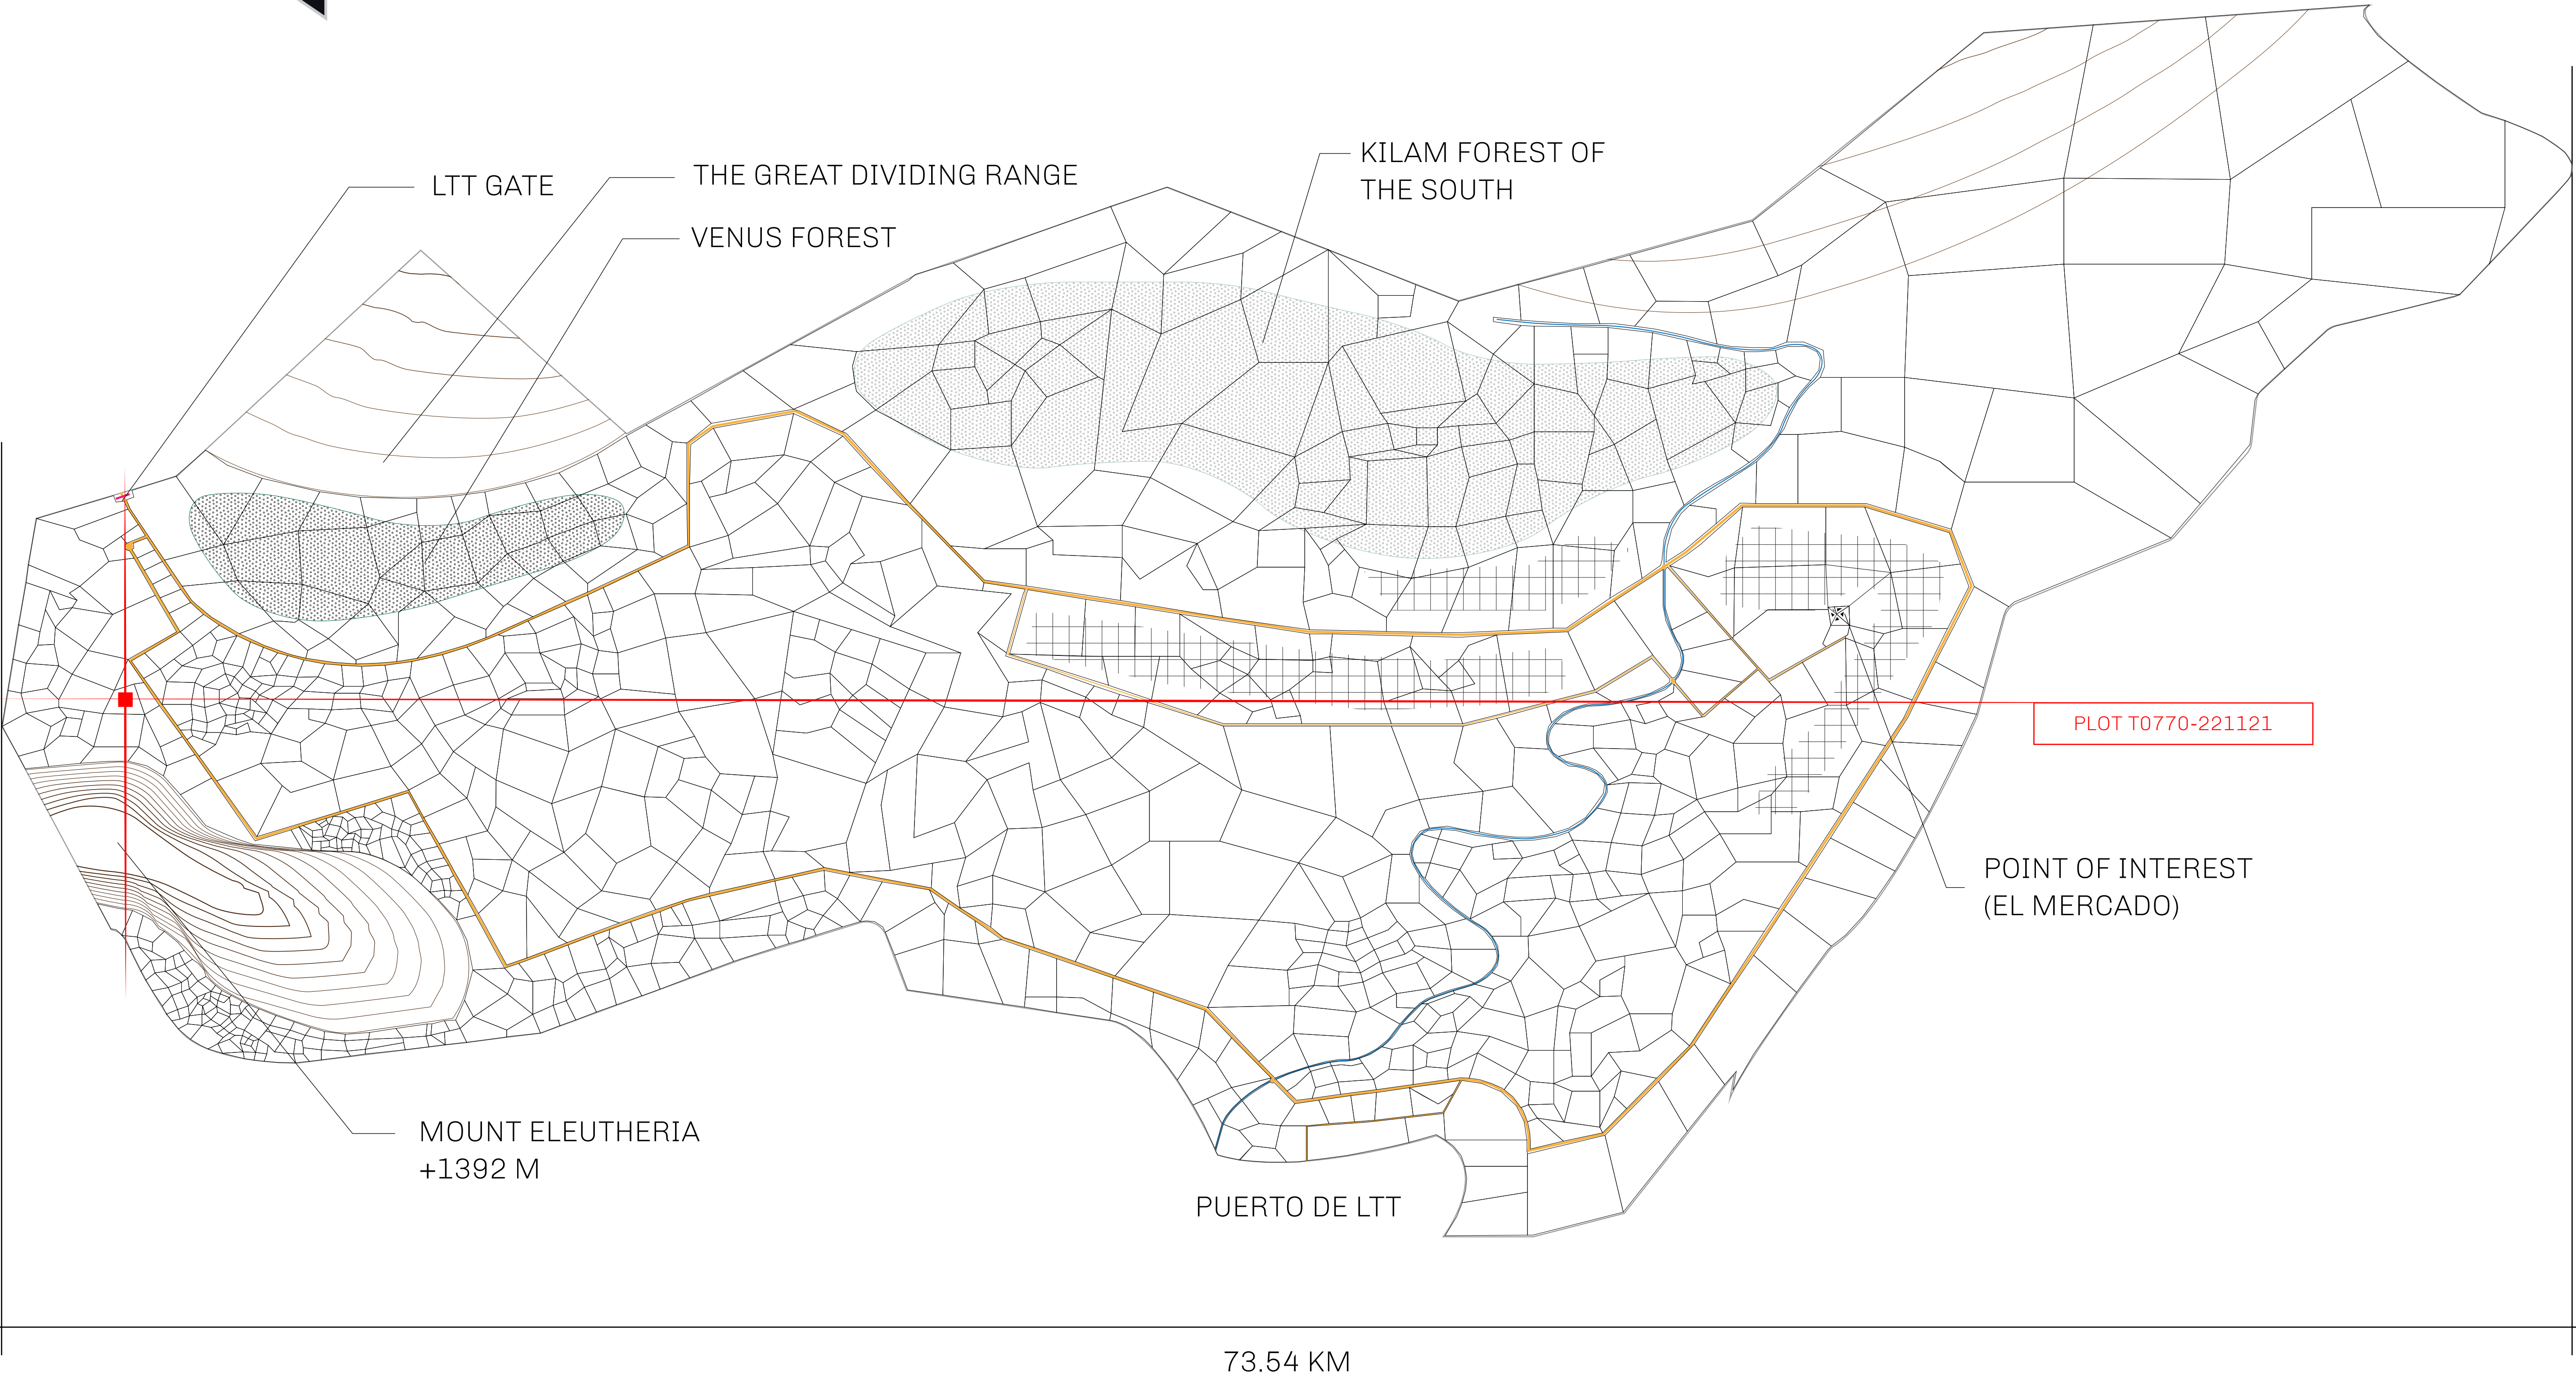 KILAM FOREST OF
THE SOUTH
THE GREAT DIVIDING RANGE
LTT GATE
VENUS FOREST
PLOT T0770-221121
POINT OF INTEREST
(EL MERCADO)
MOUNT ELEUTHERIA
+1392 M
PUERTO DE LTT
73.54 KM